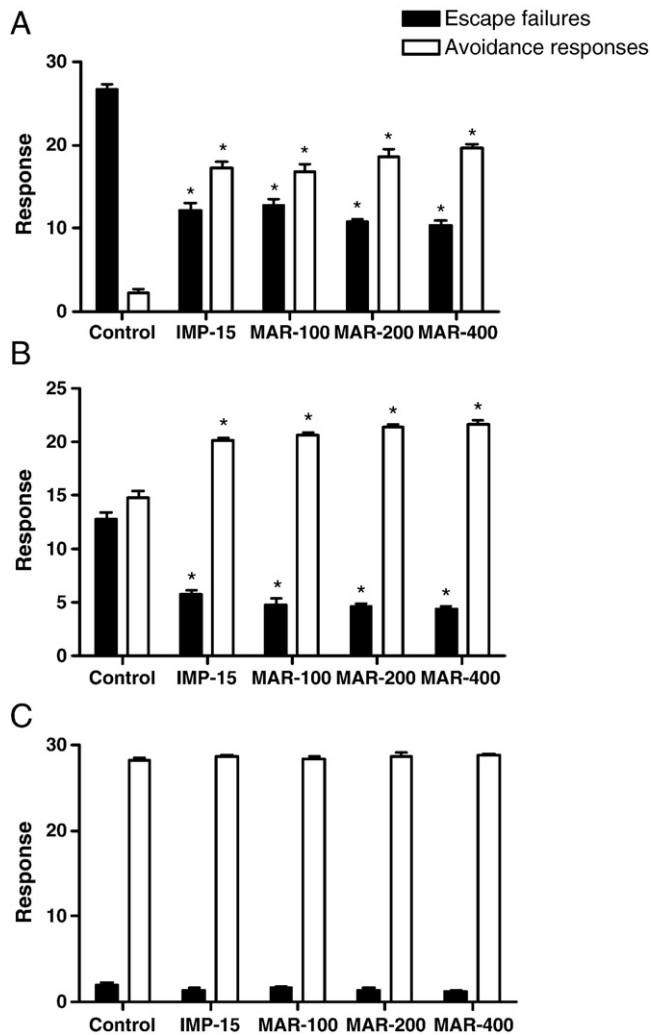 A
Escape failures
Avoidance responses
30
20
10
0
Response
* * * * * * * *
Control IMP-15 MAR-100 MAR-200 MAR-400
B
25
20
15
10
5
0
Response
* * * * * * * *
Control IMP-15 MAR-100 MAR-200 MAR-400
C
30
20
10
0
Response
Control IMP-15 MAR-100 MAR-200 MAR-400